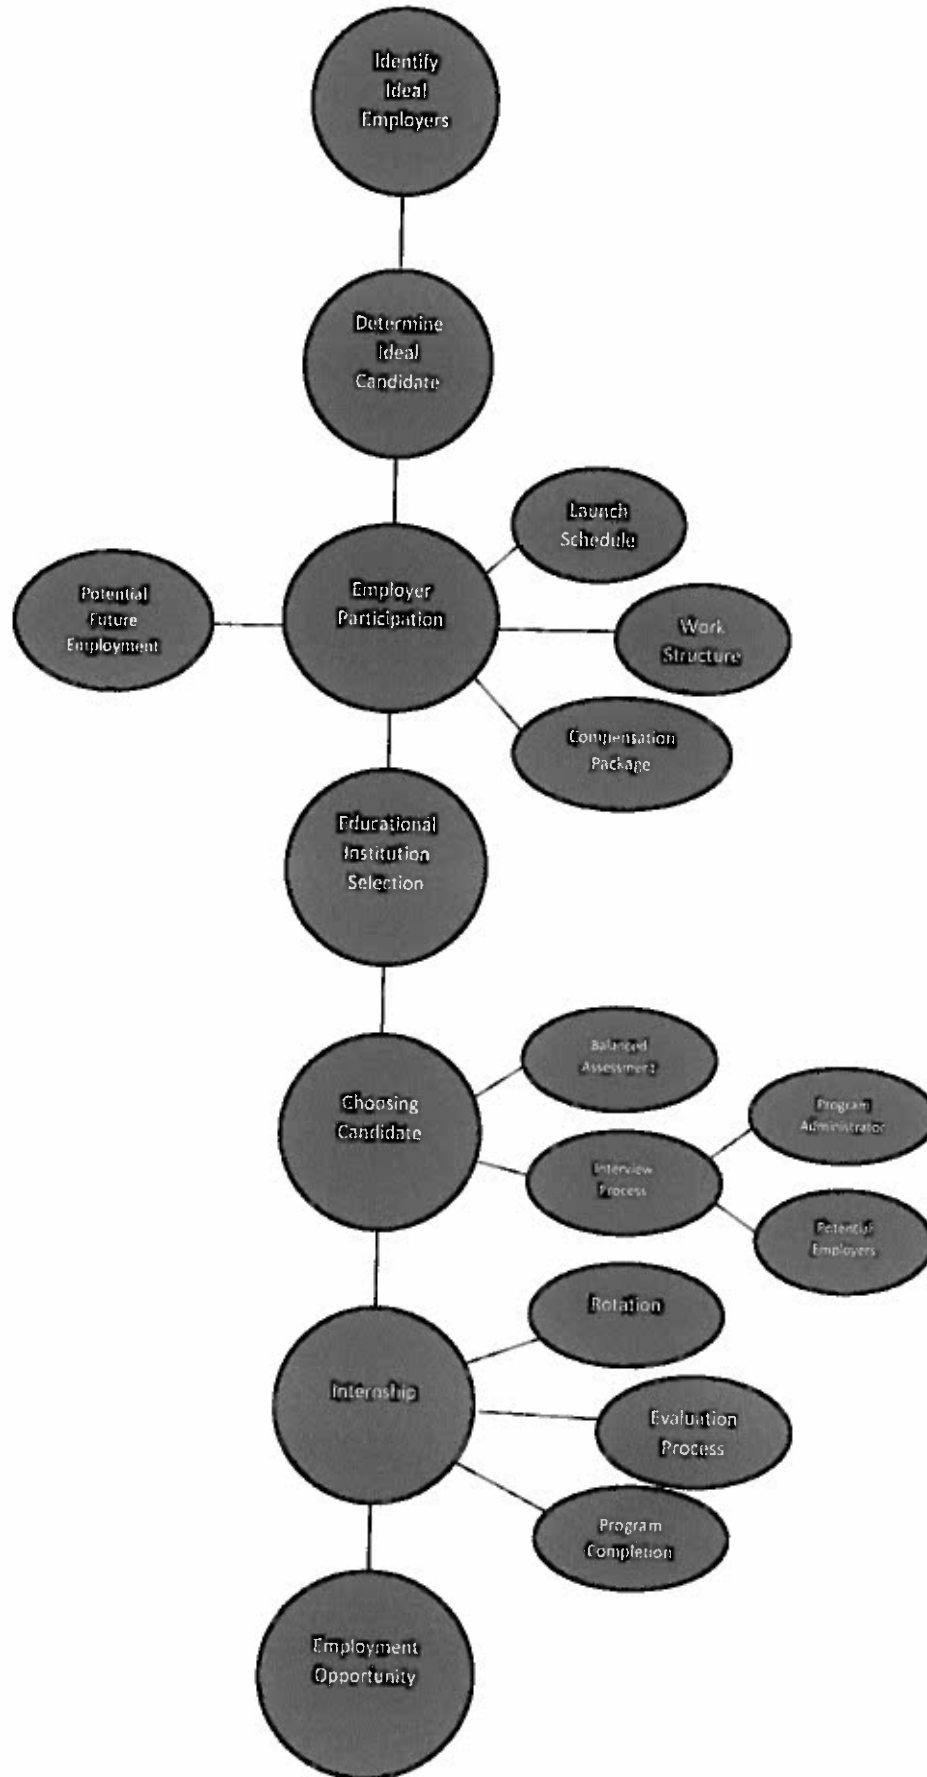 Identify
Ideal
Employers
Determine
Ideal
Candidate
Launch
Schedule
Employer
Participation
Potential
Future
Employment
Work
Structure
Compensation
Package
Educational
Institution
Selection
Balanced
Assessment
Choosing
Candidate
Program
Administrator
Interview
Process
Potential
Employers
Rotation
Internship
Evaluation
Process
Program
Completion
Employment
Opportunity